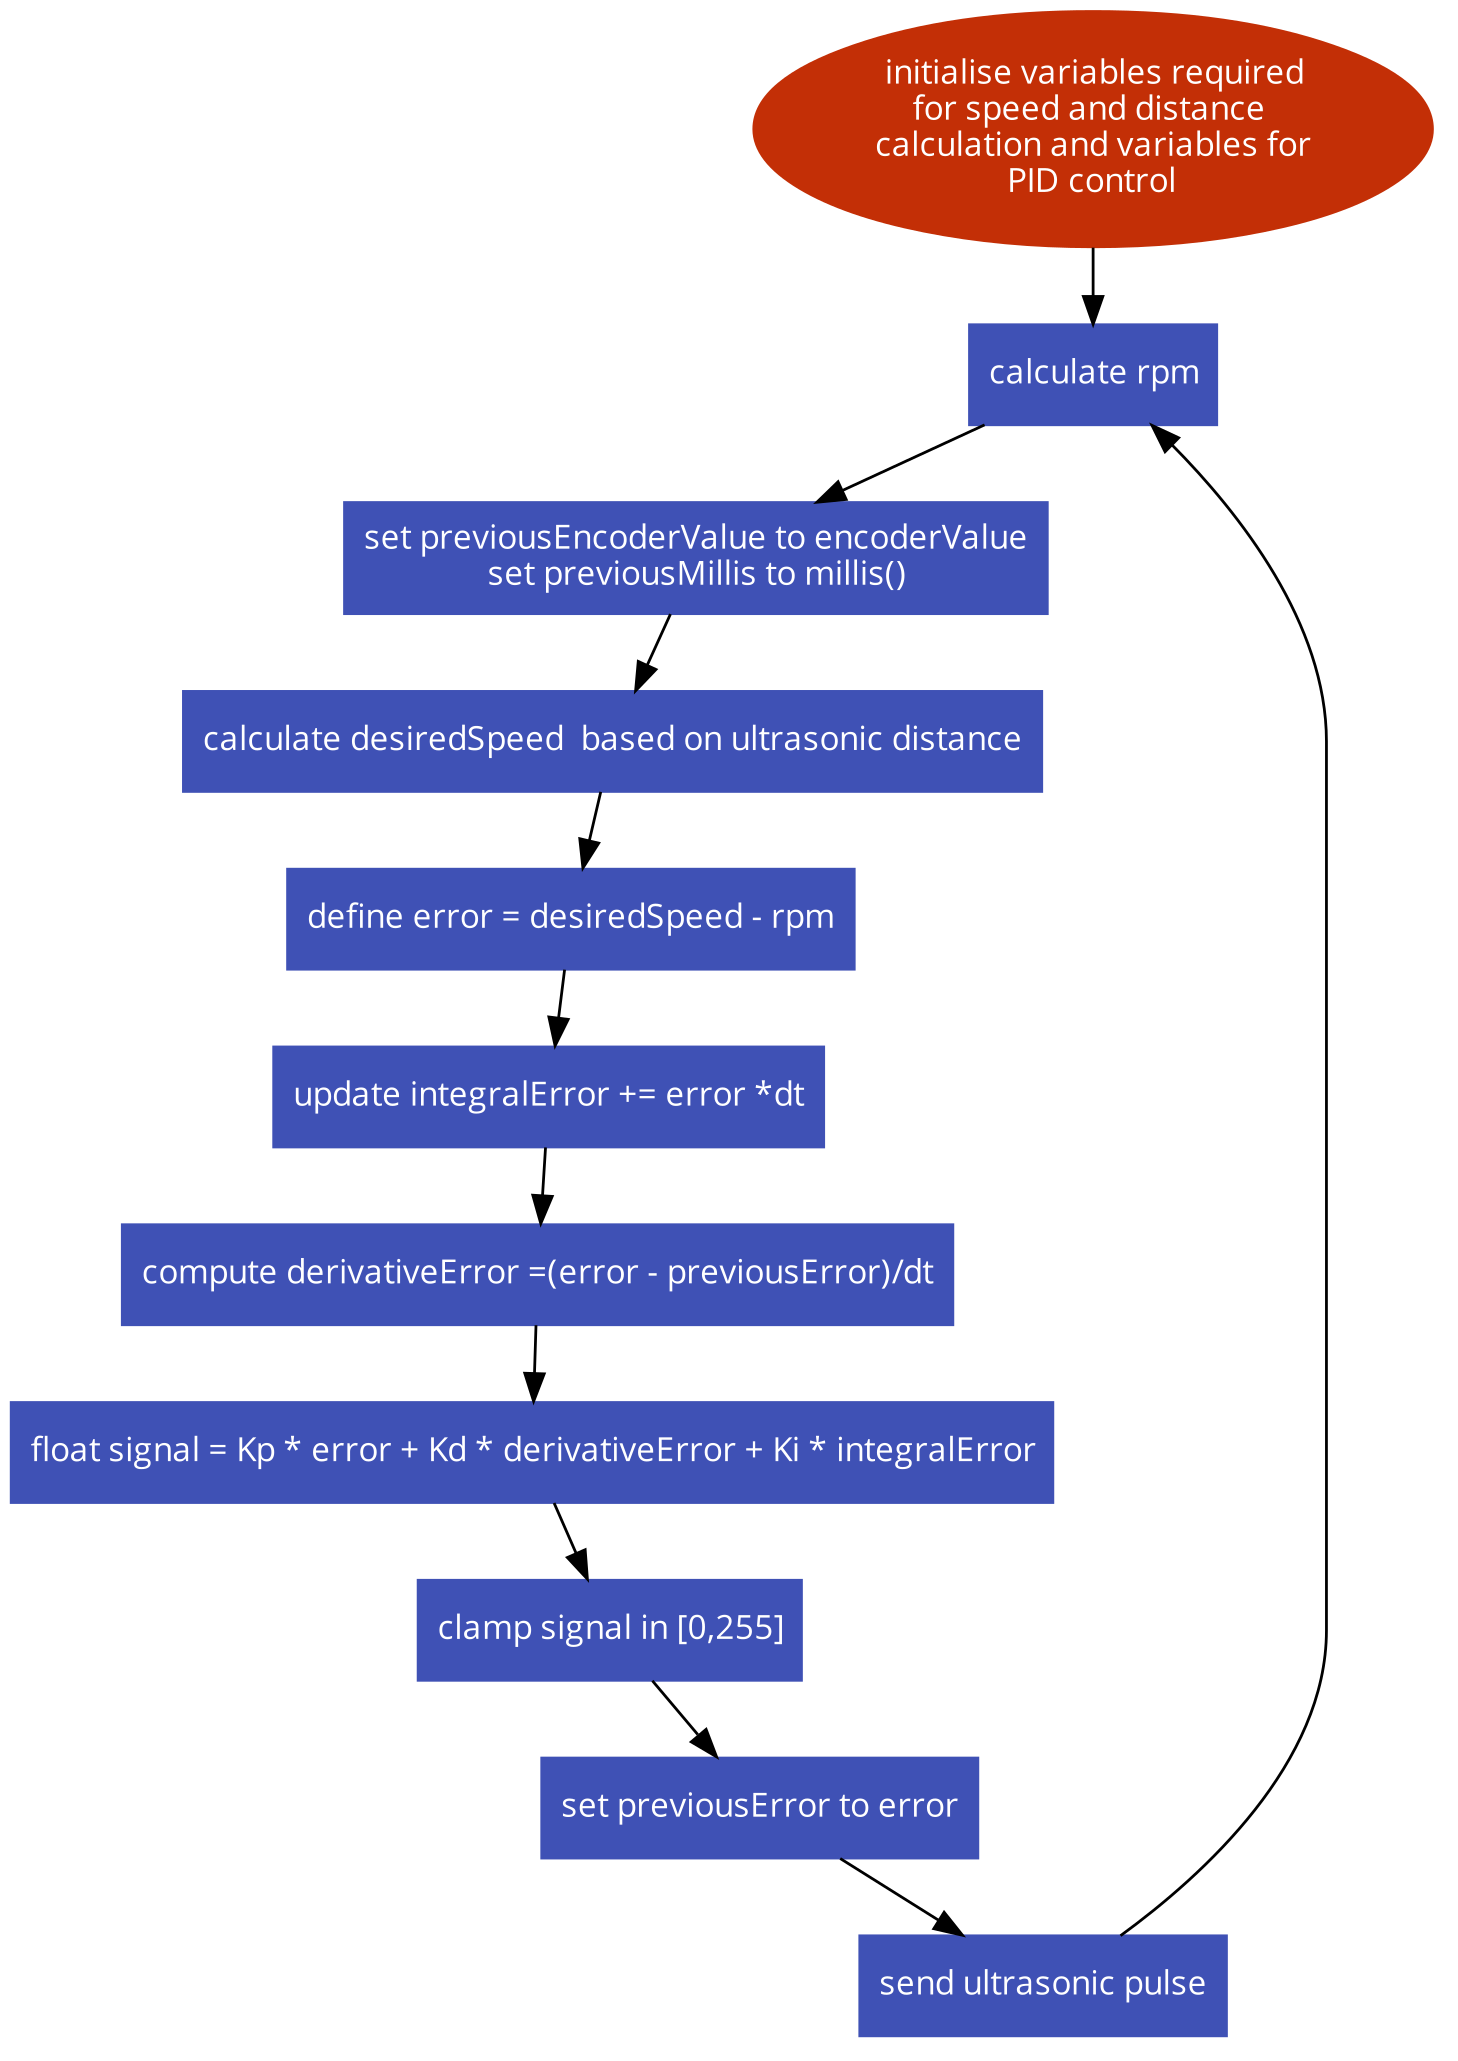 initialise variables required
for speed and distance
calculation and variables for
PID control
calculate rpm
set previousEncoderValue to encoderValue
set previousMillis to millis()
calculate desiredSpeed  based on ultrasonic distance
define error = desiredSpeed - rpm
update integralError += error *dt
compute derivativeError =(error - previousError)/dt
float signal = Kp * error + Kd * derivativeError + Ki * integralError
clamp signal in [0,255]
set previousError to error
send ultrasonic pulse